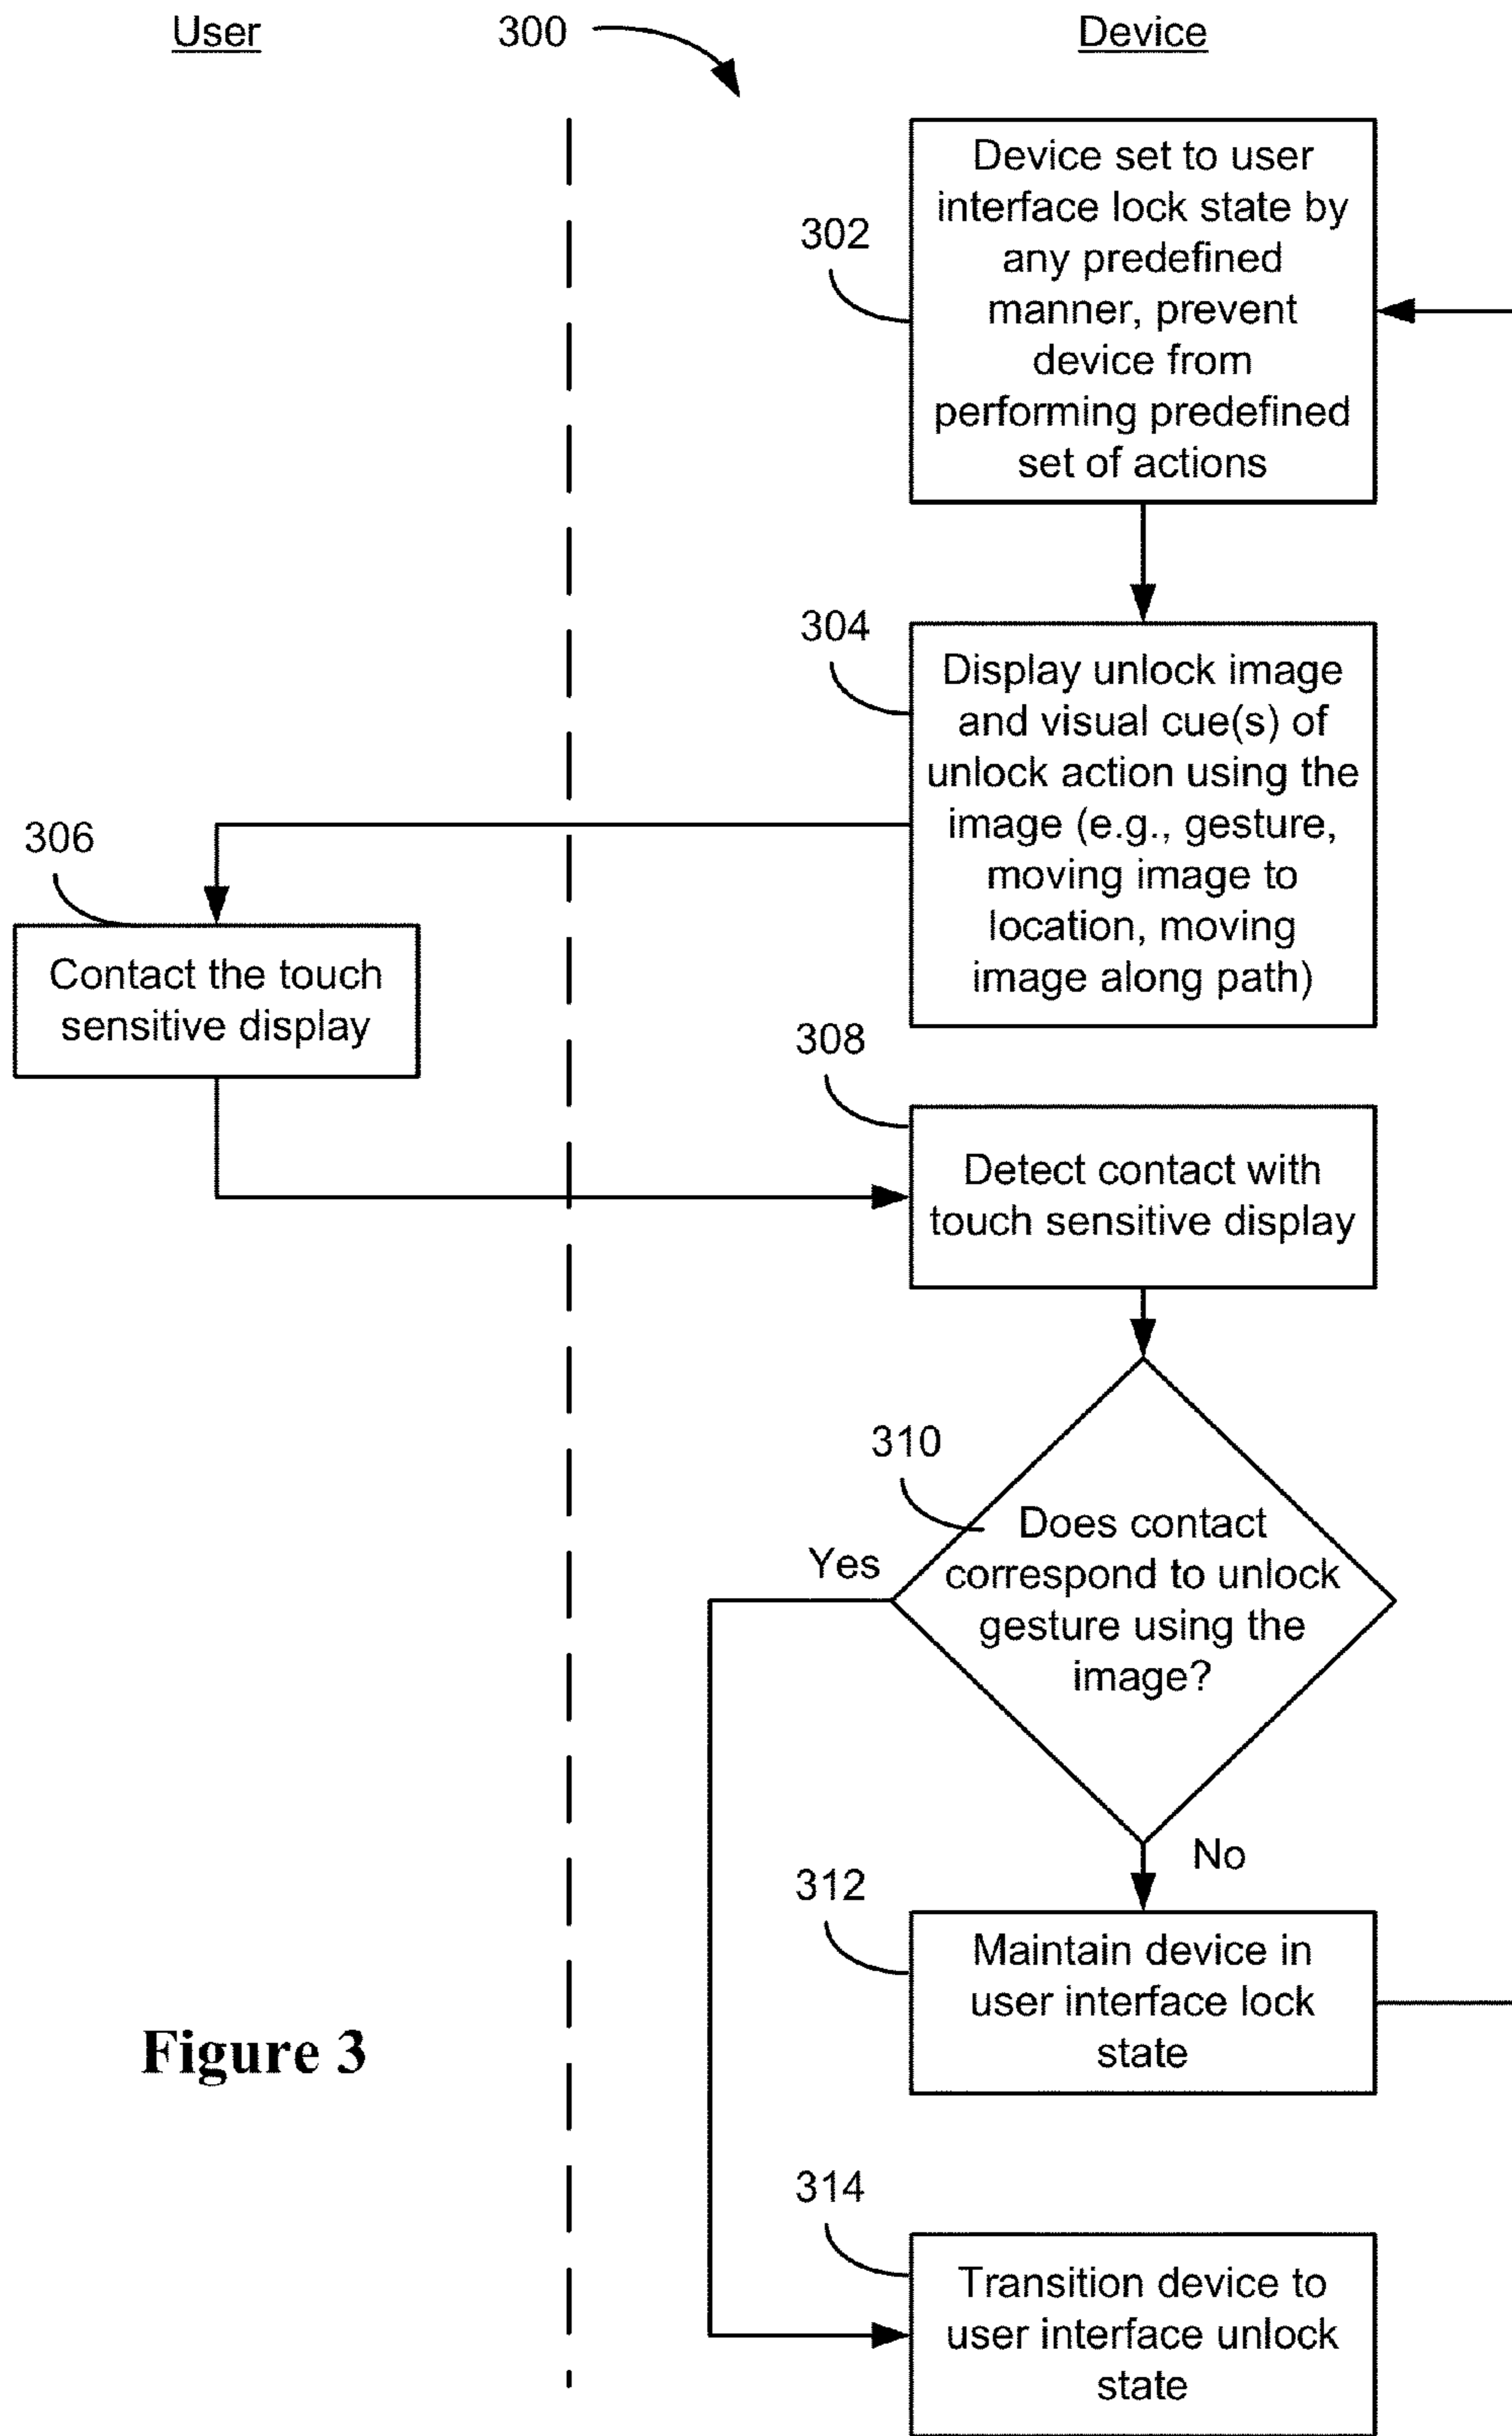 User
300
Device
302
Device set to user
interface lock state by
any predefined
manner, prevent
device from
performing predefined
set of actions
304
Display unlock image
and visual cue(s) of
unlock action using the
image (e.g., gesture,
moving image to
location, moving
image along path)
306
Contact the touch
sensitive display
308
Detect contact with
touch sensitive display
310
Does contact
correspond to unlock
gesture using the
image?
Yes
No
312
Maintain device in
user interface lock
state
Figure 3
314
Transition device to
user interface unlock
state